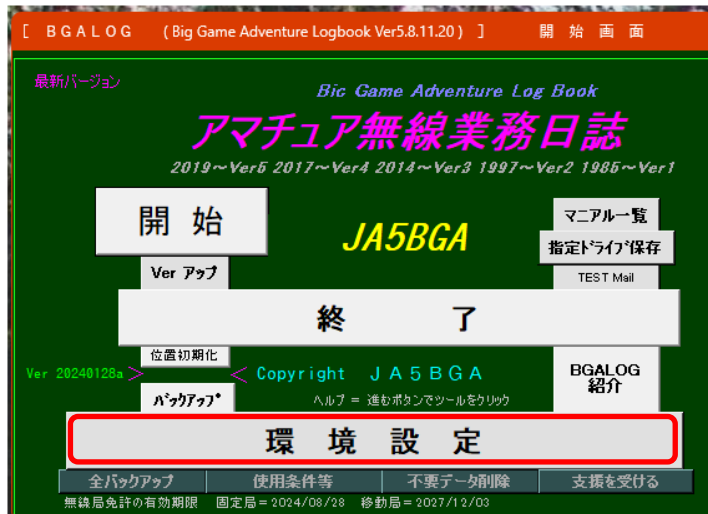 [ BGALOG (Big Game Adventure Logbook Ver5.8.11.20) ] 開 始 画 面
最新バージョン
Bic Game Adventure Log Book
アマチュア無線業務日誌
2019~Ver5 2017~Ver4 2014~Ver3 1997~Ver2 1985~Ver1
開 始
JA5BGA
マニアル一覧
指定ﾄﾞﾗｲﾌﾞ保存
Ver ｱｯﾌﾟ
TEST Mail
終 了
位置初期化
Ver 20240128a > < Copyright JA5BGA
BGALOG
紹介
ﾊﾞｯｸｱｯﾌﾟ
ヘルプ = 進むボタンでツールをクリック
環 境 設 定
全バックアップ 使用条件等 不要データ削除 支援を受ける
無線局免許の有効期限 固定局=2024/08/28 移動局=2027/12/03